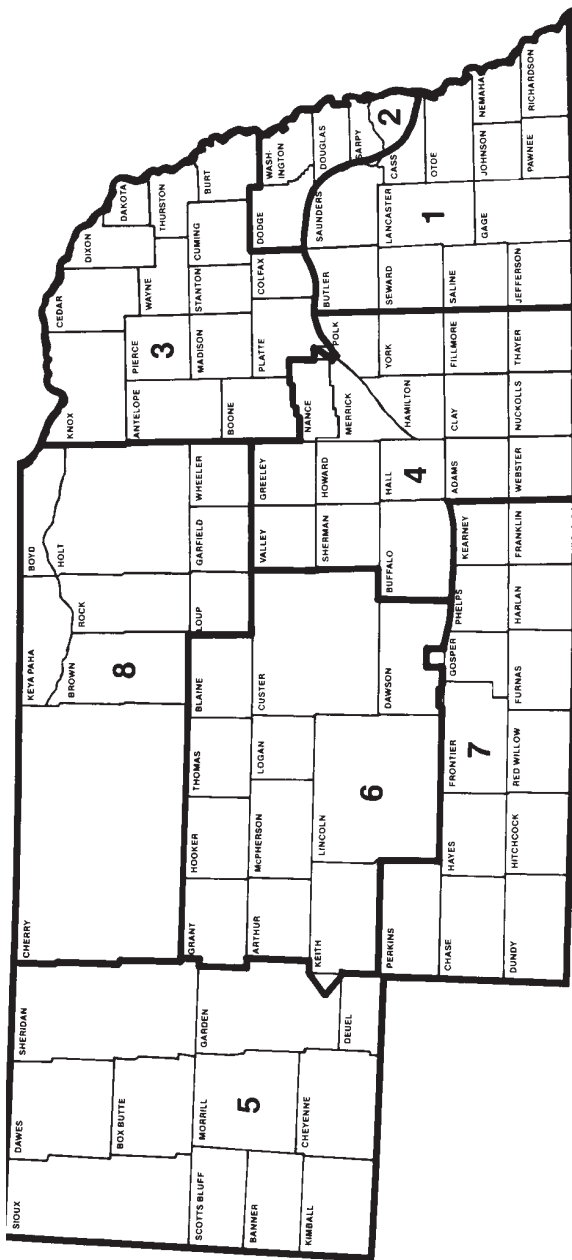 SIOUX
DAWES
SHERIDAN
BOX BUTTE
SCOTTS BLUFF
MORRILL
GARDEN
BANNER
5
KIMBALL
CHEYENNE
DEUEL
CHERRY
KEYA PAHA
BOYD
BROWN
ROCK
HOLT
8
GRANT
HOOKER
THOMAS
BLAINE
LOUP
GARFIELD
WHEELER
ARTHUR
McPHERSON
LOGAN
CUSTER
VALLEY
GREELEY
KEITH
LINCOLN
6
SHERMAN
HOWARD
DAWSON
BUFFALO
HALL
4
PERKINS
CHASE
HAYES
FRONTIER
GOSPER
PHELPS
KEARNEY
ADAMS
CLAY
FILLMORE
7
DUNDY
HITCHCOCK
RED WILLOW
FURNAS
HARLAN
FRANKLIN
WEBSTER
NUCKOLLS
THAYER
KNOX
CEDAR
DIXON
DAKOTA
ANTELOPE
PIERCE
WAYNE
THURSTON
3
BOONE
MADISON
STANTON
CUMING
BURT
NANCE
PLATTE
COLFAX
DODGE
WASH-
INGTON
MERRICK
POLK
BUTLER
SAUNDERS
DOUGLAS
SARPY
HAMILTON
YORK
SEWARD
LANCASTER
CASS
2
OTOE
1
SALINE
GAGE
JOHNSON
NEMAHA
JEFFERSON
PAWNEE
RICHARDSON